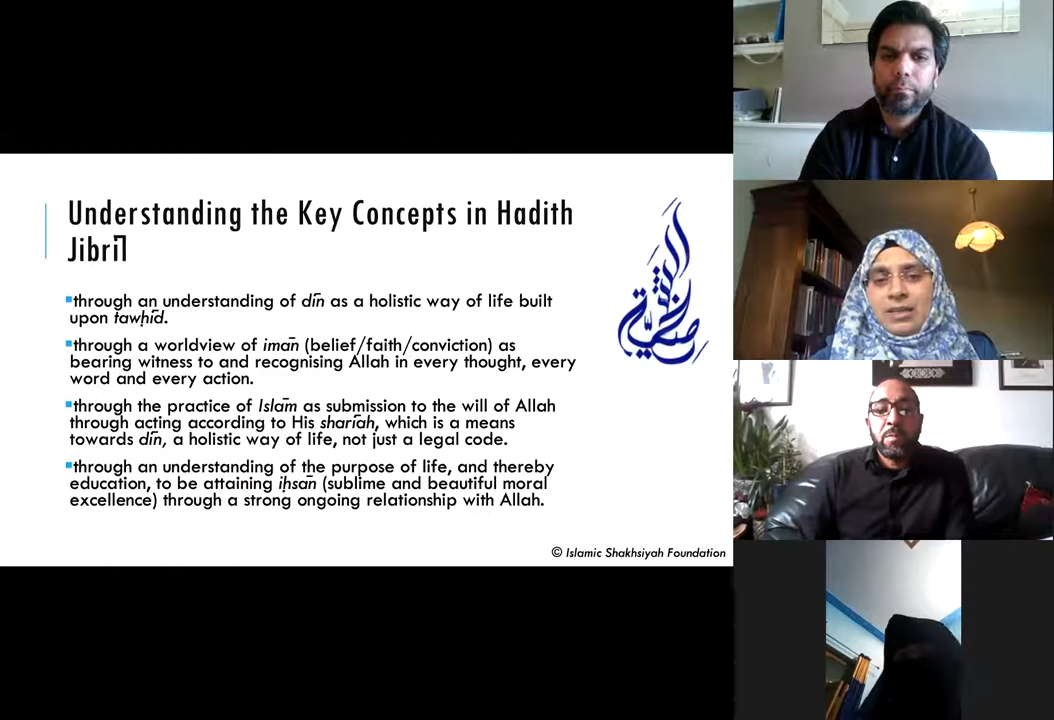 Understanding the Key Concepts in Hadith
Jibrīl
through an understanding of dīn as a holistic way of life built
upon tawḥīd.
through a worldview of imān (belief/faith/conviction) as
bearing witness to and recognising Allah in every thought, every
word and every action.
through the practice of Islām as submission to the will of Allah
through acting according to His sharīah, which is a means
towards dīn, a holistic way of life, not just a legal code.
through an understanding of the purpose of life, and thereby
education, to be attaining iḥsān (sublime and beautiful moral
excellence) through a strong ongoing relationship with Allah.
© Islamic Shakhsiyah Foundation